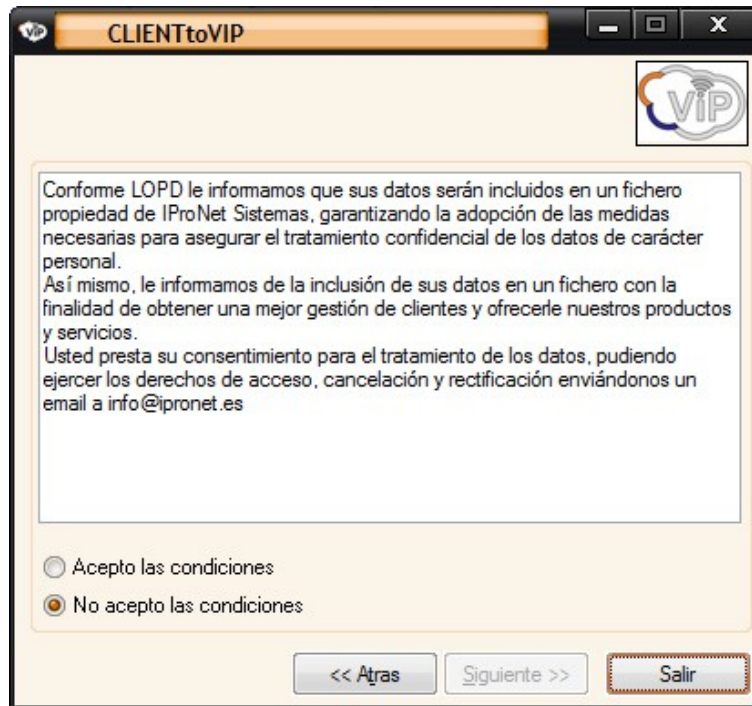 ViP
CLIENTtoVIP
X
ViP
Conforme LOPD le informamos que sus datos serán incluidos en un fichero
propiedad de IProNet Sistemas, garantizando la adopción de las medidas
necesarias para asegurar el tratamiento confidencial de los datos de carácter
personal.
Así mismo, le informamos de la inclusión de sus datos en un fichero con la
finalidad de obtener una mejor gestión de clientes y ofrecerle nuestros productos
y servicios.
Usted presta su consentimiento para el tratamiento de los datos, pudiendo
ejercer los derechos de acceso, cancelación y rectificación enviándonos un
email a info@ipronet.es
Acepto las condiciones
No acepto las condiciones
<< Atras Siguiente >> Salir